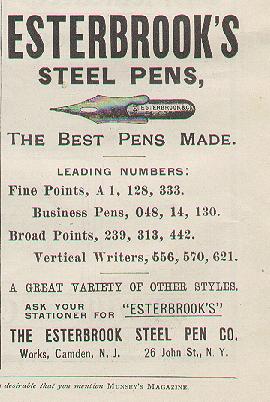 ESTERBROOK'S
STEEL PENS,
ESTERBROOK & CO
THE BEST PENS MADE.
LEADING NUMBERS:
Fine Points, A 1, 128, 333.
Business Pens, 048, 14, 130.
Broad Points, 239, 313, 442.
Vertical Writers, 556, 570, 621.
A GREAT VARIETY OF OTHER STYLES.
ASK YOUR STATIONER FOR "ESTERBROOK'S"
THE ESTERBROOK STEEL PEN CO.
Works, Camden, N. J. 26 John St., N. Y.
desirable that you mention MUNSEY'S MAGAZINE.